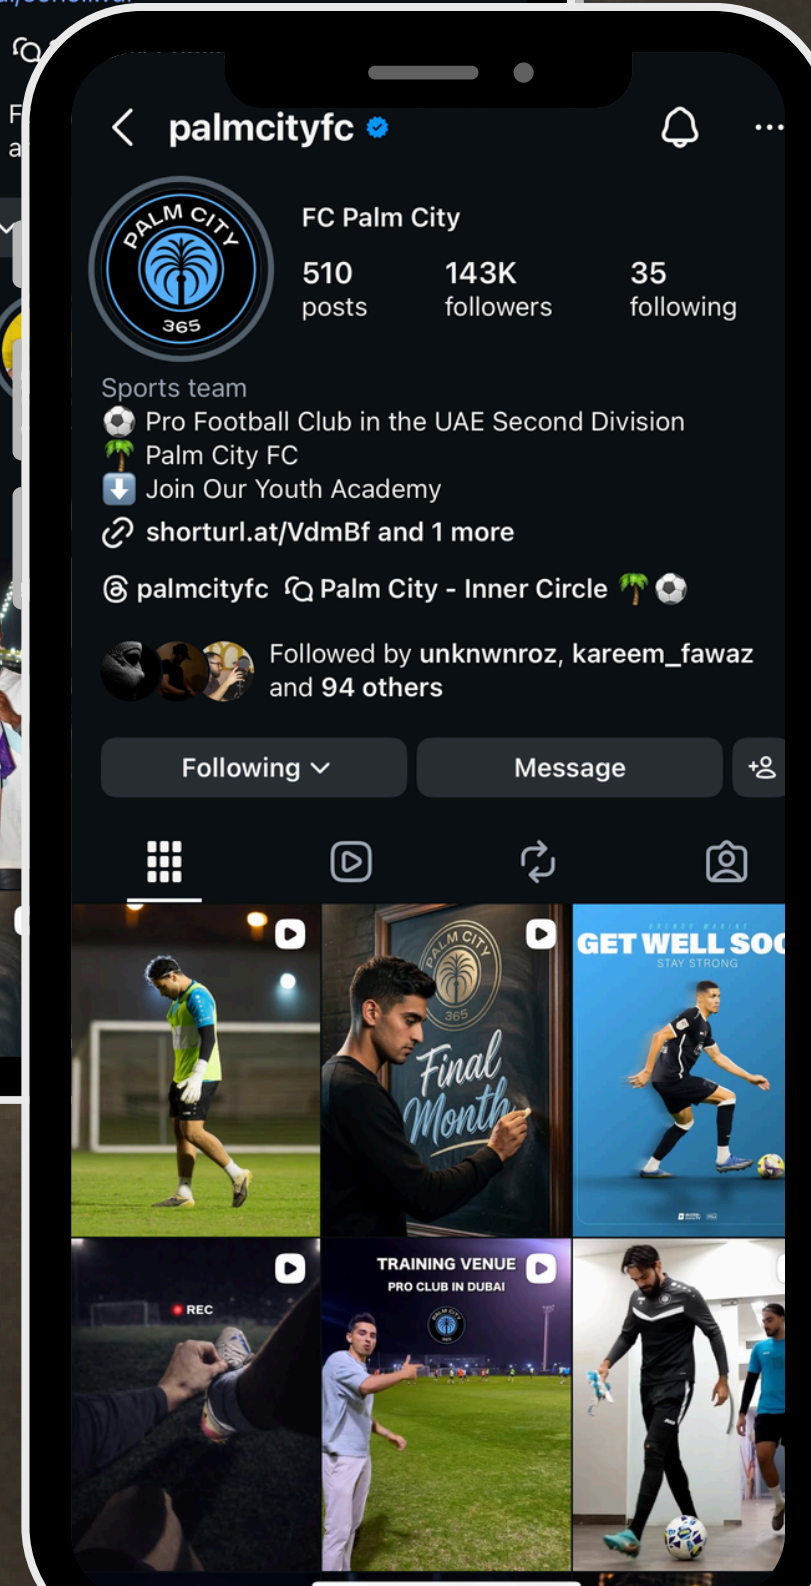 palmcityfc
PALM CITY
365
FC Palm City
510 143K 35
posts followers following
Sports team
⚽ Pro Football Club in the UAE Second Division
🌴 Palm City FC
⬇️ Join Our Youth Academy
shorturl.at/VdmBf and 1 more
palmcityfc Palm City - Inner Circle 🌴⚽
Followed by unknwnroz, kareem_fawaz
and 94 others
Following Message
PALM CITY
365
Final
Month
GET WELL SOO
STAY STRONG
REC
TRAINING VENUE
PRO CLUB IN DUBAI
PALM CITY